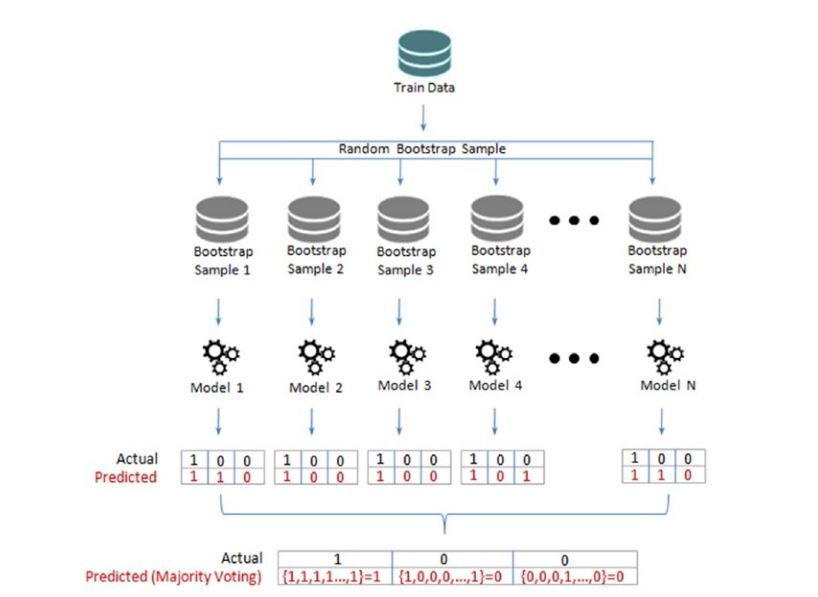 Train Data
Random Bootstrap Sample
Bootstrap Sample 1
Bootstrap Sample 2
Bootstrap Sample 3
Bootstrap Sample 4
Bootstrap Sample N
Model 1
Model 2
Model 3
Model 4
Model N
Actual 1 0 0 1 0 0 1 0 0 1 0 0 1 0 0
Predicted 1 1 0 1 0 0 1 0 0 1 0 1 1 1 0
Actual 1 0 0
Predicted (Majority Voting) {1,1,1,1...,1}=1 {1,0,0,0,...,1}=0 {0,0,0,1,...,0}=0